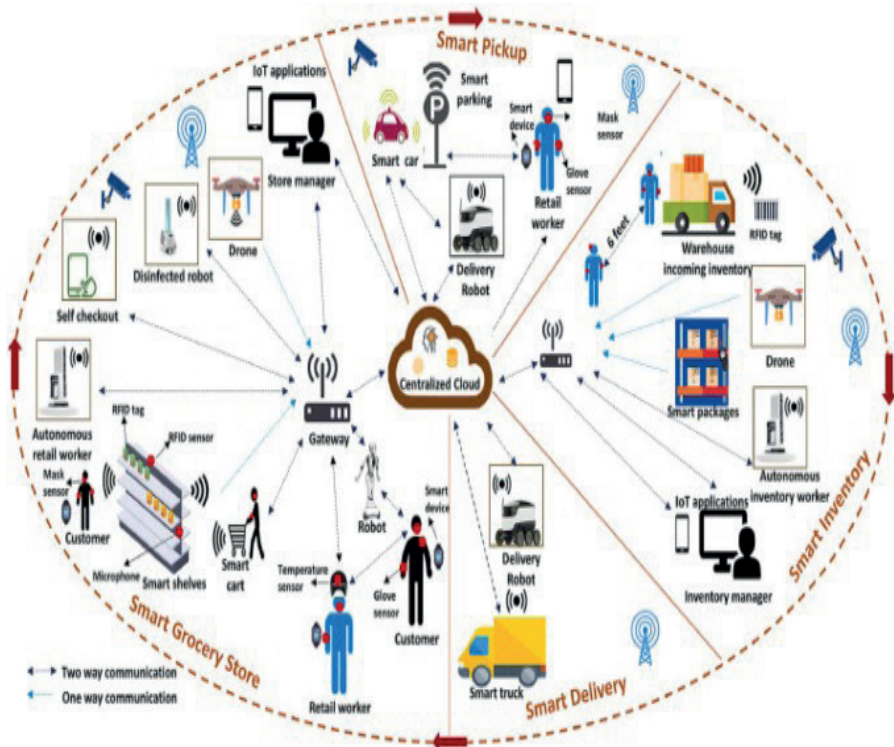 Smart Pickup
IoT applications
Store manager
Drone
Disinfected robot
Self checkout
Autonomous
retail worker
RFID tag
RFID sensor
Mask
sensor
Customer
Microphone
Smart shelves
Smart
cart
Gateway
Robot
Temperature
sensor
Glove
sensor
Smart
device
Customer
Retail worker
Smart Grocery Store
Two way communication
One way communication
Smart car
P
Smart
parking
Smart
device
Mask
sensor
Glove
sensor
Retail
worker
Delivery
Robot
Centralized Cloud
6 feet
Warehouse
incoming inventory
RFID tag
Drone
Smart packages
Autonomous
inventory worker
IoT applications
Inventory manager
Smart Inventory
Delivery
Robot
Smart truck
Smart Delivery